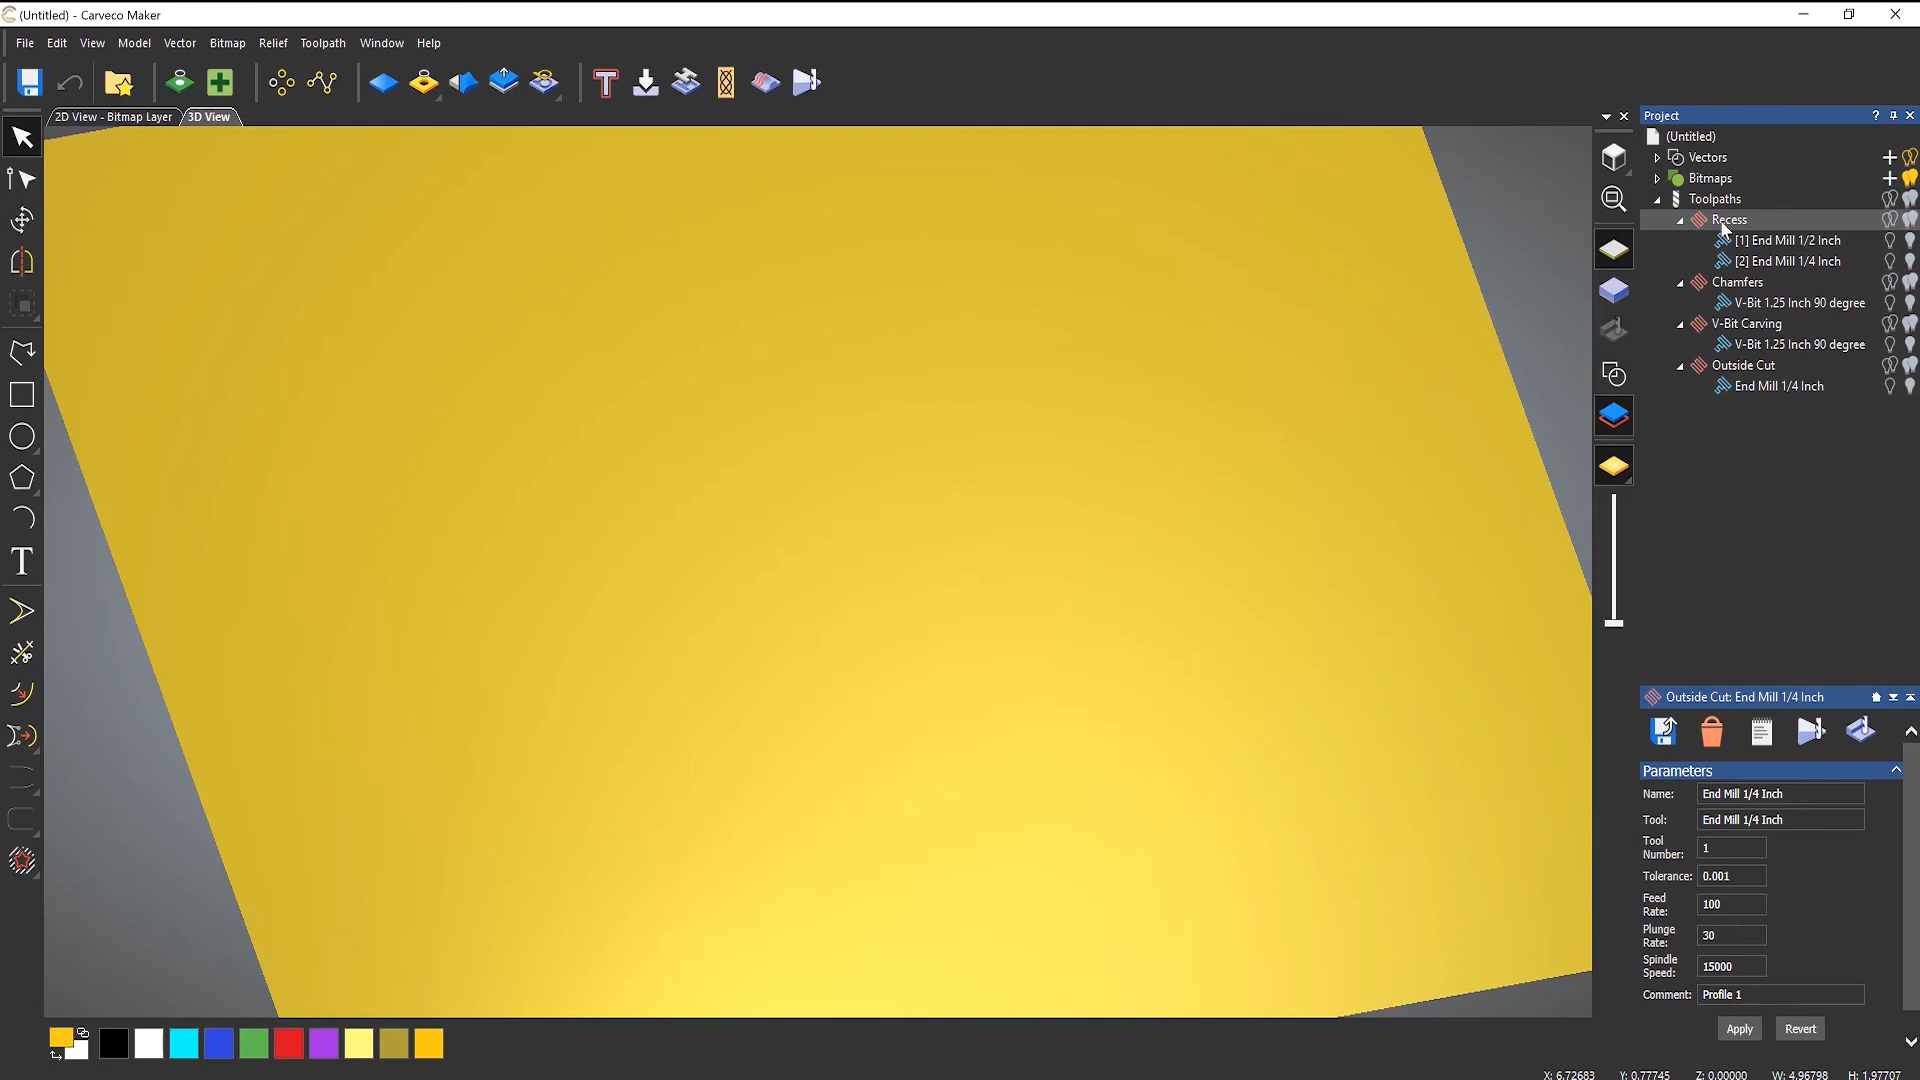 (Untitled) - Carveco Maker
File Edit View Model Vector Bitmap Relief Toolpath Window Help
2D View - Bitmap Layer 3D View
Project
(Untitled)
Vectors
Bitmaps
Toolpaths
Recess
[1] End Mill 1/2 Inch
[2] End Mill 1/4 Inch
Chamfers
V-Bit 1.25 Inch 90 degree
V-Bit Carving
V-Bit 1.25 Inch 90 degree
Outside Cut
End Mill 1/4 Inch
Outside Cut: End Mill 1/4 Inch
Parameters
Name: End Mill 1/4 Inch
Tool: End Mill 1/4 Inch
Tool Number: 1
Tolerance: 0.001
Feed Rate: 100
Plunge Rate: 30
Spindle Speed: 15000
Comment: Profile 1
Apply Revert
X: 6.72683 Y: 0.77745 Z: 0.00000 W: 4.96798 H: 1.97707